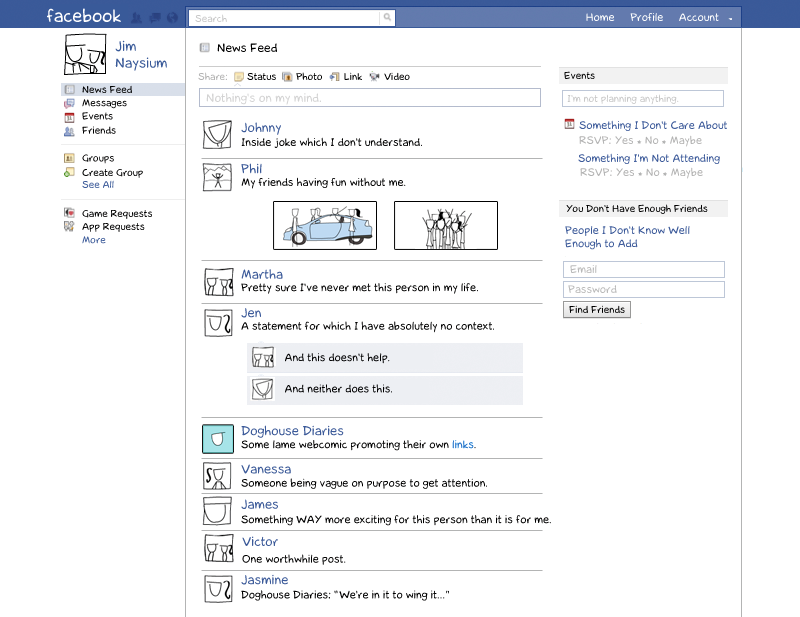 facebook
Search
Home
Profile
Account
Jim
Naysium
News Feed
Messages
Events
Friends
Groups
Create Group
See All
Game Requests
App Requests
More
News Feed
Share:
Status
Photo
Link
Video
Nothing's on my mind.
Johnny
Inside joke which I don't understand.
Phil
My friends having fun without me.
Martha
Pretty sure I've never met this person in my life.
Jen
A statement for which I have absolutely no context.
And this doesn't help.
And neither does this.
Doghouse Diaries
Some lame webcomic promoting their own links.
Vanessa
Someone being vague on purpose to get attention.
James
Something WAY more exciting for this person than it is for me.
Victor
One worthwhile post.
Jasmine
Doghouse Diaries: "We're in it to wing it..."
Events
I'm not planning anything.
Something I Don't Care About
RSVP: Yes • No • Maybe
Something I'm Not Attending
RSVP: Yes • No • Maybe
You Don't Have Enough Friends
People I Don't Know Well
Enough to Add
Email
Password
Find Friends